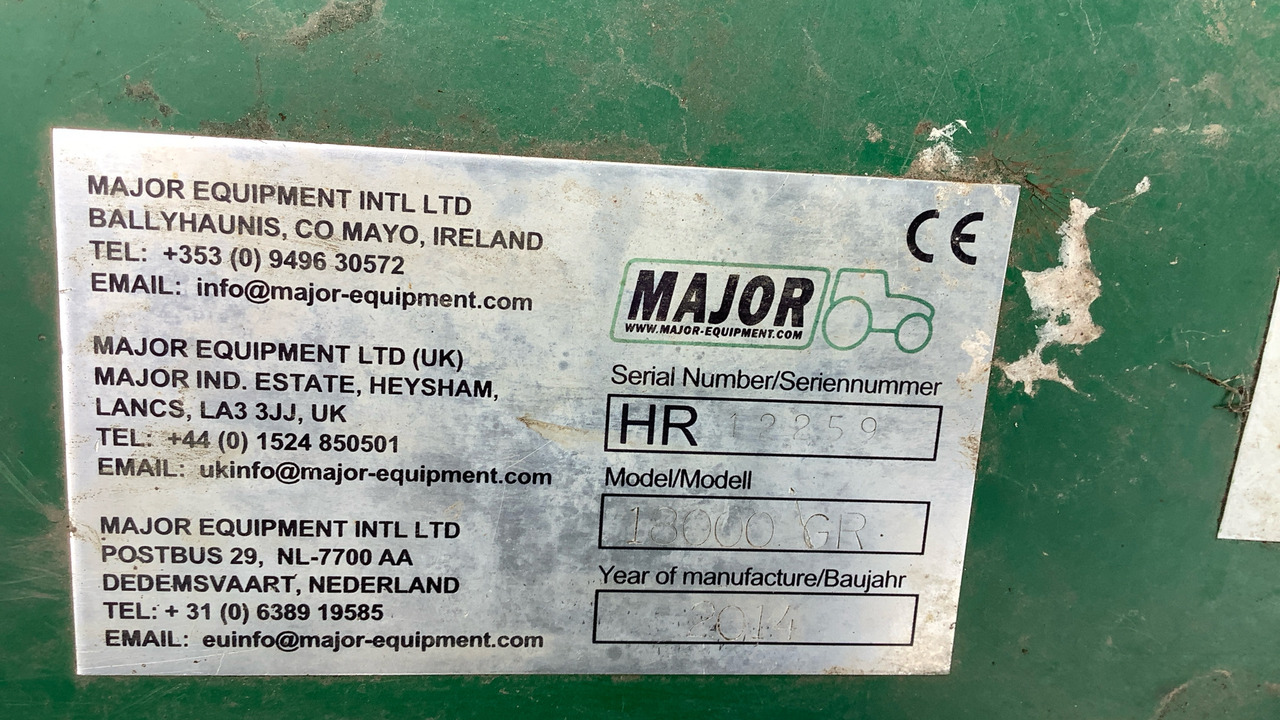 MAJOR EQUIPMENT INTL LTD
BALLYHAUNIS, CO MAYO, IRELAND
TEL: +353 (0) 9496 30572
EMAIL: info@major-equipment.com
MAJOR EQUIPMENT LTD (UK)
MAJOR IND. ESTATE, HEYSHAM,
LANCS, LA3 3JJ, UK
TEL: +44 (0) 1524 850501
EMAIL: ukinfo@major-equipment.com
MAJOR EQUIPMENT INTL LTD
POSTBUS 29, NL-7700 AA
DEDEMSVAART, NEDERLAND
TEL: + 31 (0) 6389 19585
EMAIL: euinfo@major-equipment.com
CE
MAJOR
WWW.MAJOR-EQUIPMENT.COM
Serial Number/Seriennummer
HR 12259
Model/Modell
18000 GR
Year of manufacture/Baujahr
2014